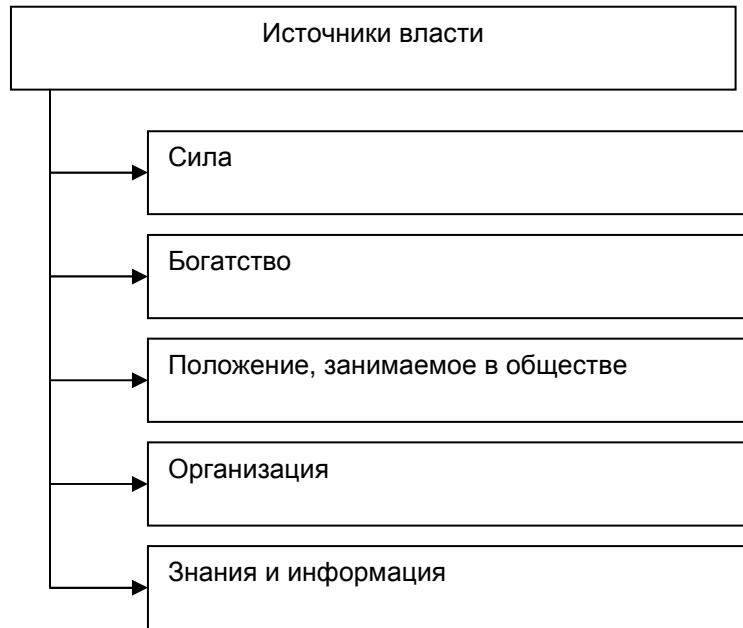 Источники власти
Сила
Богатство
Положение, занимаемое в обществе
Организация
Знания и информация